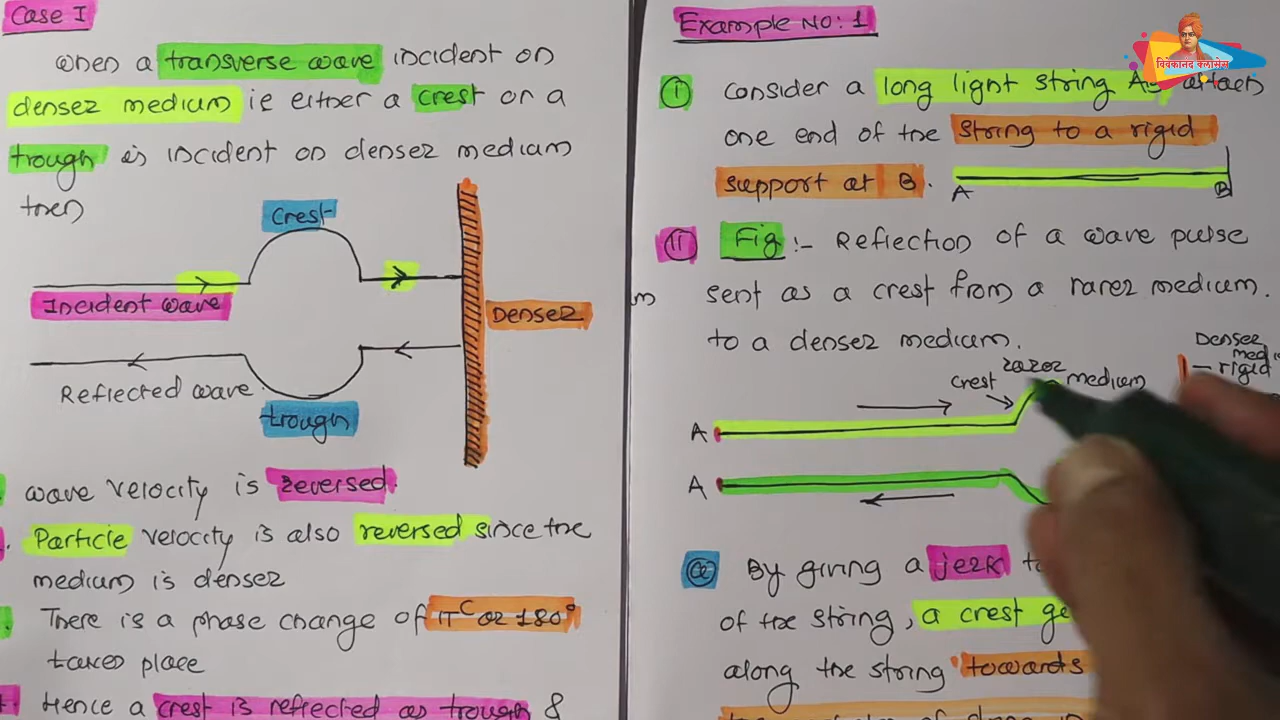 Case I
when a transverse wave incident on
denser medium ie either a crest or a
trough is incident on denser medium
then
Crest
Incident wave
Denser
Reflected wave
trough
wave velocity is reversed.
Particle velocity is also reversed since the
medium is denser
There is a phase change of π^c or 180°
takes place
Hence a crest is reflected as trough &
Example No: 1
विवेकानंद क्लासेस
① Consider a long light string
one end of the string to a rigid
support at B.
A B
II Fig :- Reflection of a wave pulse
sent as a crest from a rarer medium.
to a denser medium.
Denser
rarer
crest medium
rigid
A
A
a By giving a jerk
of the string, a crest
along the string towards